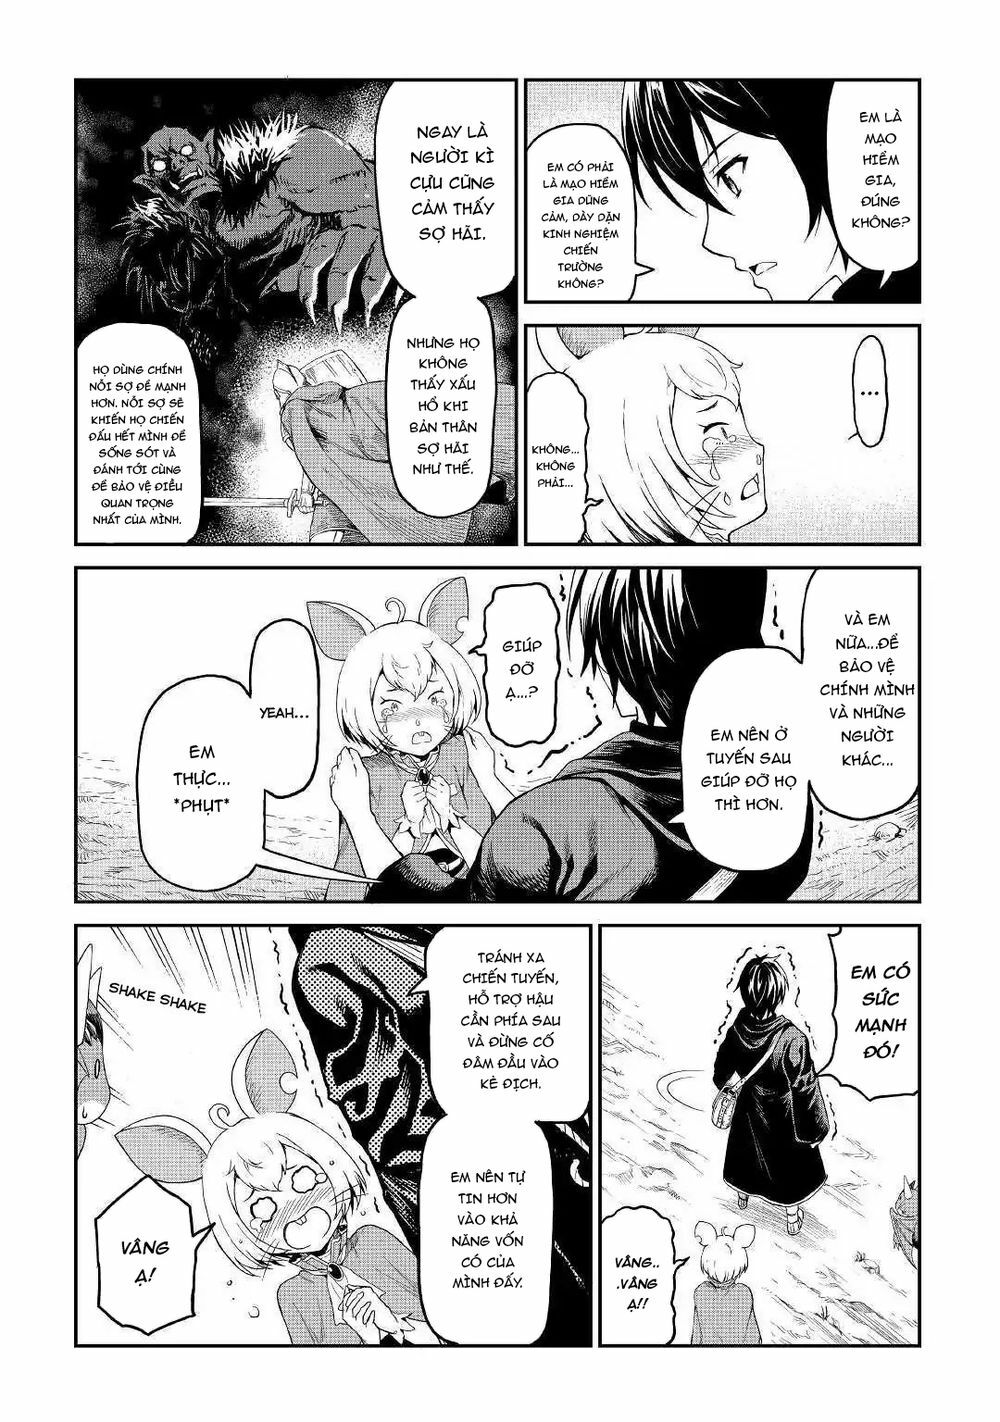 EM LÀ
MẠO
HIỂM
GIA,
ĐÚNG
KHÔNG?
EM CÓ PHẢI
LÀ MẠO HIỂM
GIA DŨNG
CẢM, DÀY DẶN
KINH NGHIỆM
CHIẾN
TRƯỜNG
KHÔNG?
...
KHÔNG...
KHÔNG
PHẢI...
NGAY LÀ
NGƯỜI KÌ
CỰU CŨNG
CẢM THẤY
SỢ HÃI.
NHƯNG HỌ
KHÔNG
THẤY XẤU
HỔ KHI
BẢN THÂN
SỢ HÃI
NHƯ THẾ.
HỌ DÙNG CHÍNH
NỖI SỢ ĐỂ MẠNH
HƠN. NỖI SỢ SẼ
KHIẾN HỌ CHIẾN
ĐẤU HẾT MÌNH ĐỂ
SỐNG SÓT VÀ
ĐÁNH TỚI CÙNG
ĐỂ BẢO VỆ ĐIỀU
QUAN TRỌNG
NHẤT CỦA MÌNH.
VÀ EM
NỮA...ĐỂ
BẢO VỆ
CHÍNH MÌNH
VÀ NHỮNG
NGƯỜI
KHÁC...
EM NÊN Ở
TUYẾN SAU
GIÚP ĐỠ HỌ
THÌ HƠN.
GIÚP
ĐỠ
Ạ...?
YEAH...
EM
THỰC...
*PHỤT*
EM CÓ
SỨC
MẠNH
ĐÓ!
VÂNG..
.VÂNG
Ạ!!
TRÁNH XA
CHIẾN TUYẾN,
HỖ TRỢ HẬU
CẦN PHÍA SAU
VÀ ĐỪNG CỐ
ĐÂM ĐẦU VÀO
KẺ ĐỊCH.
EM NÊN TỰ
TIN HƠN
VÀO KHẢ
NĂNG VỐN
CÓ CỦA
MÌNH ĐẤY.
SHAKE SHAKE
VÂNG
Ạ!